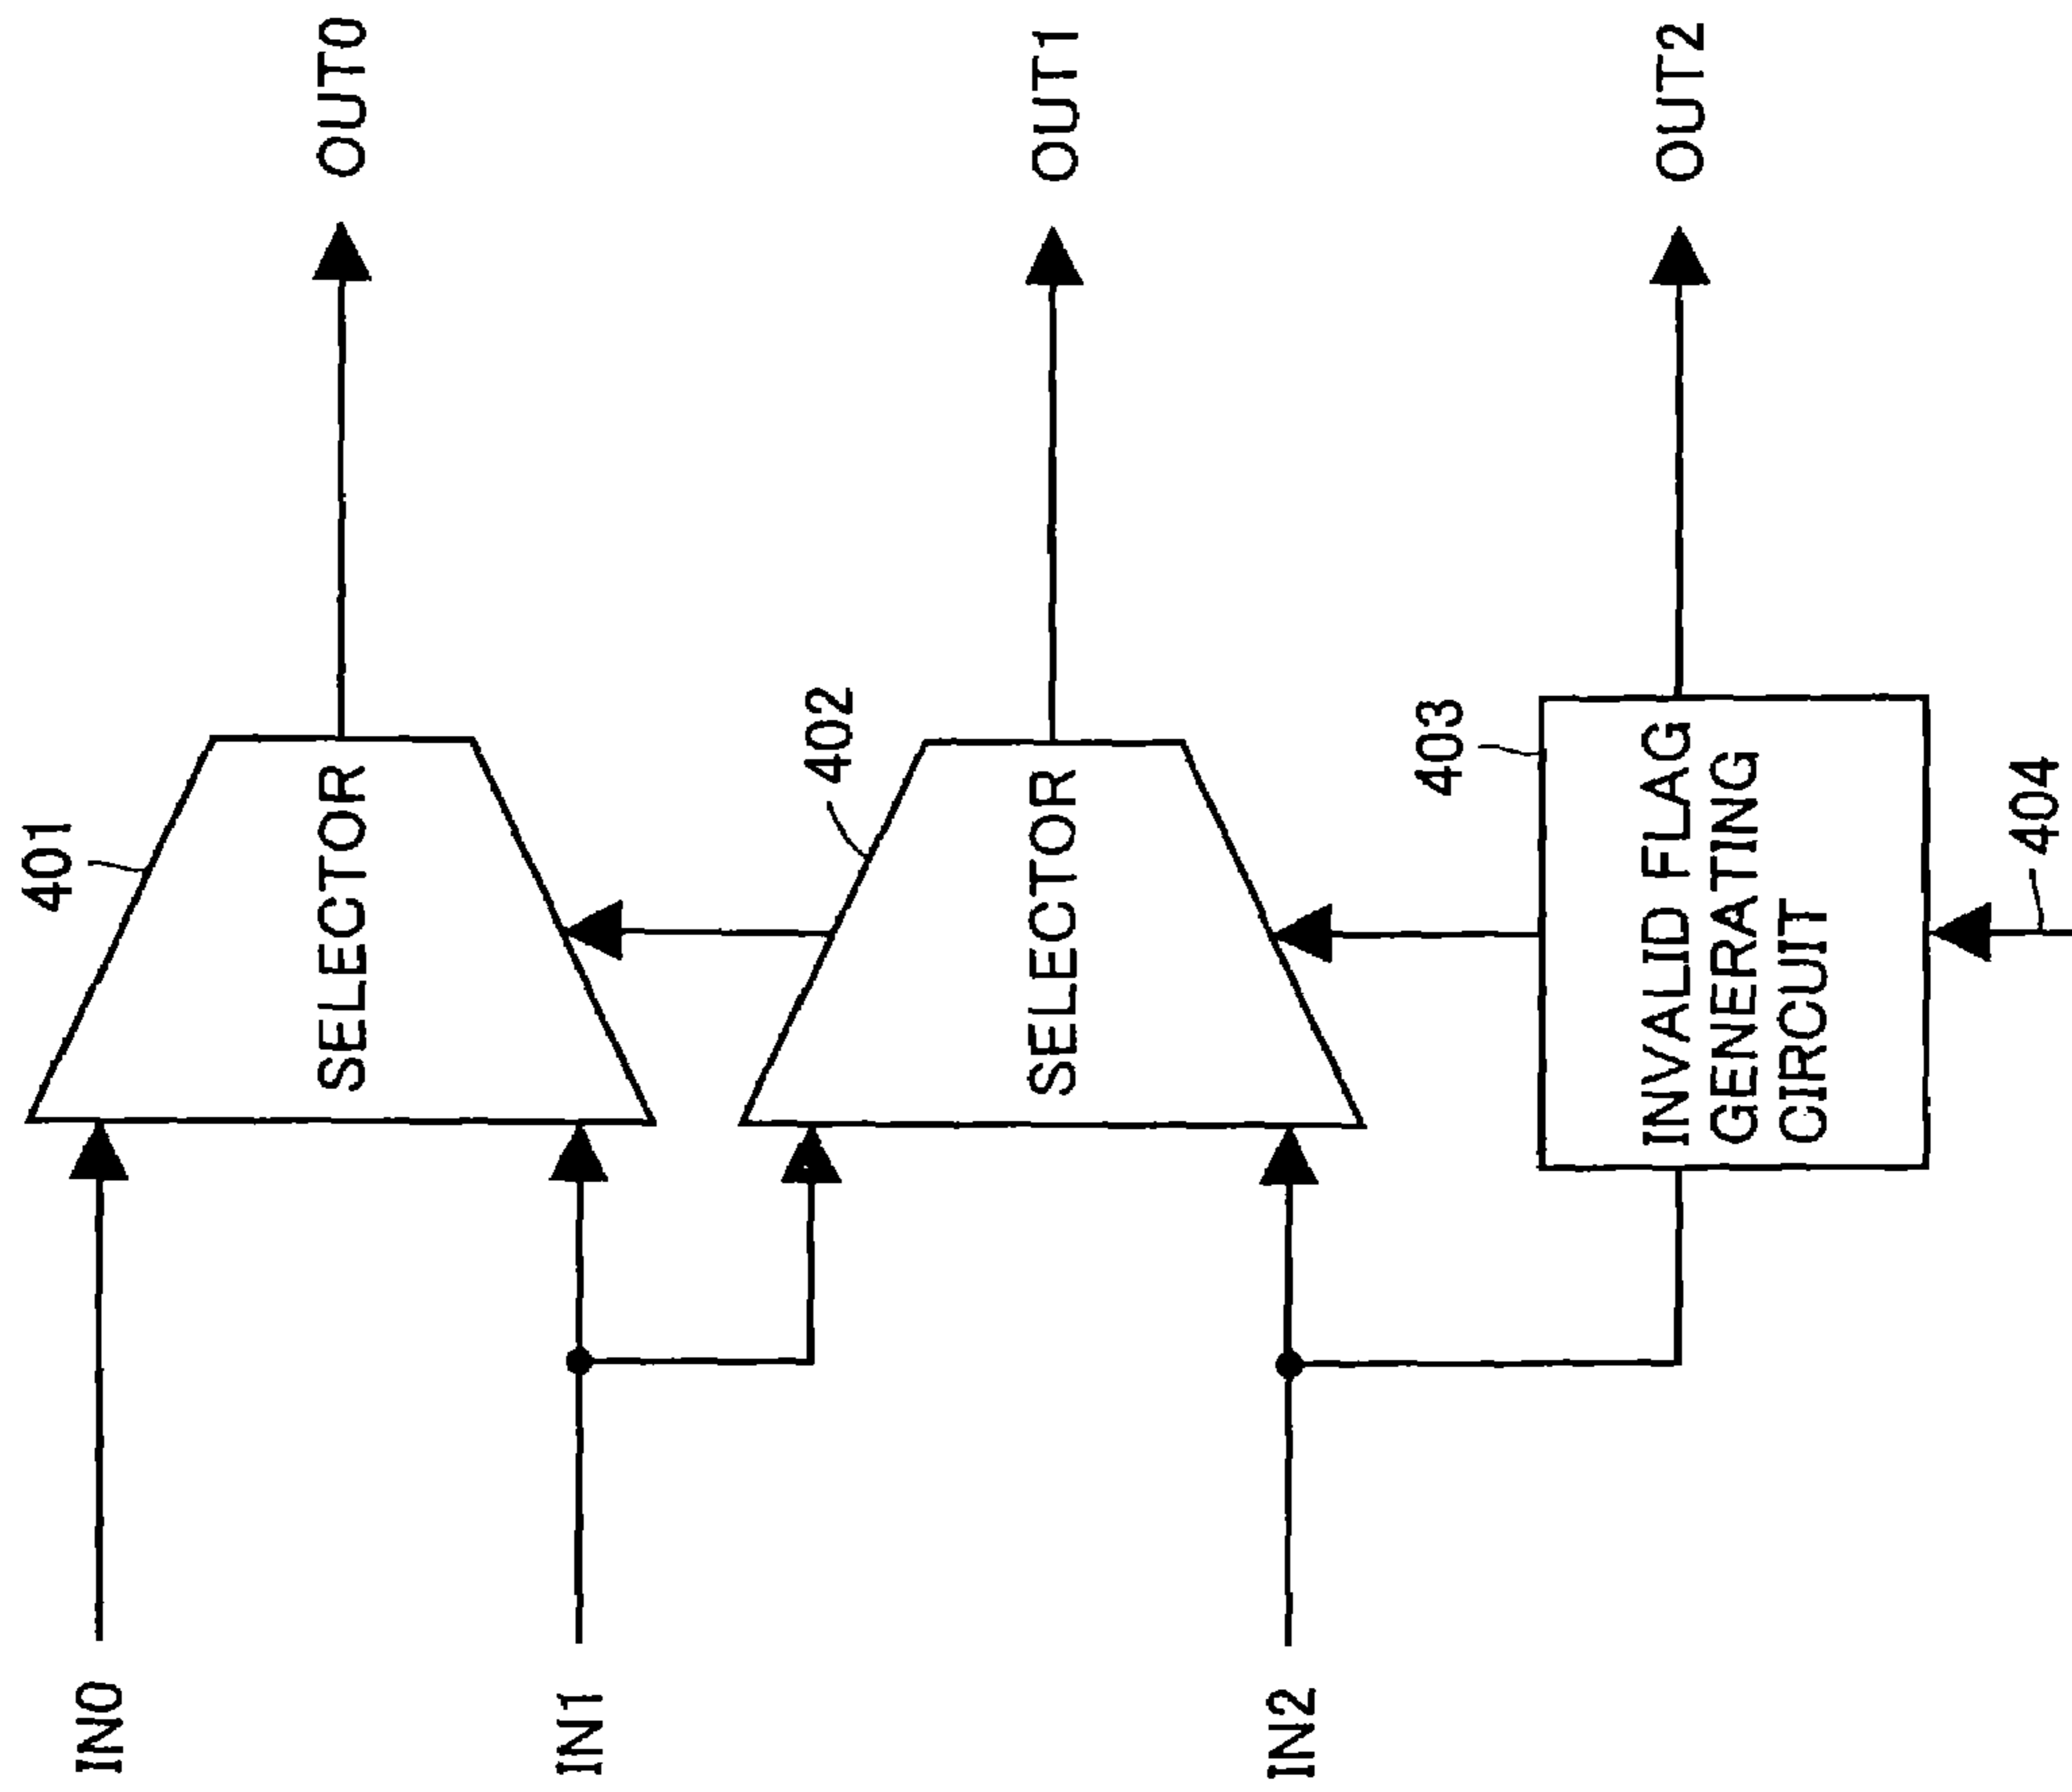 IN0
401
SELECTOR
OUT0
IN1
402
SELECTOR
OUT1
IN2
403
INVALID FLAG
GENERATING
CIRCUIT
OUT2
404